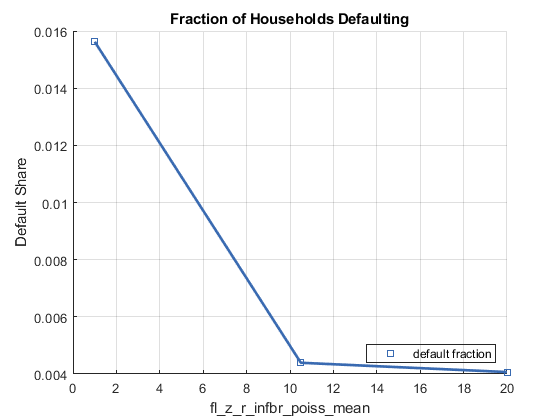 Fraction of Households Defaulting
0.016
0.014
0.012
0.01
0.008
0.006
0.004
Default Share
default fraction
0 2 4 6 8 10 12 14 16 18 20
fl_z_r_infbr_poiss_mean